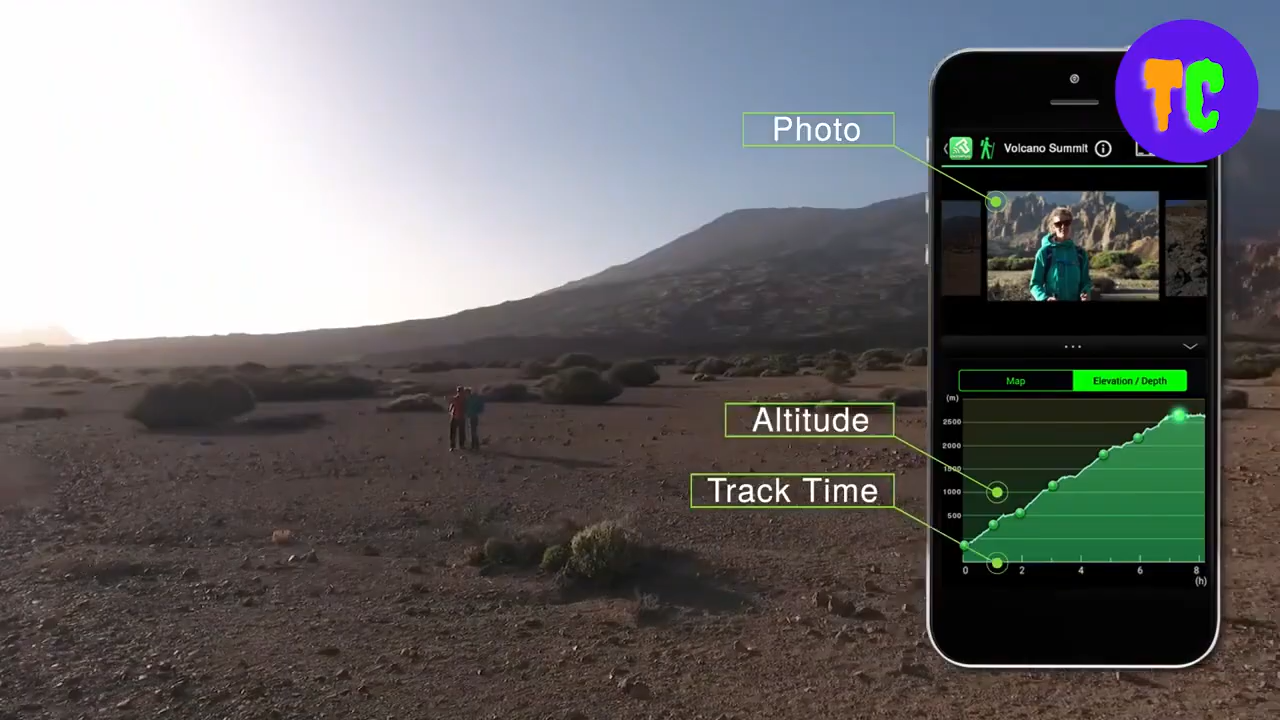 TC
Photo
Volcano Summit
Map
Elevation / Depth
(m)
2500
2000
1500
1000
500
Altitude
Track Time
0 2 4 6 8
(h)